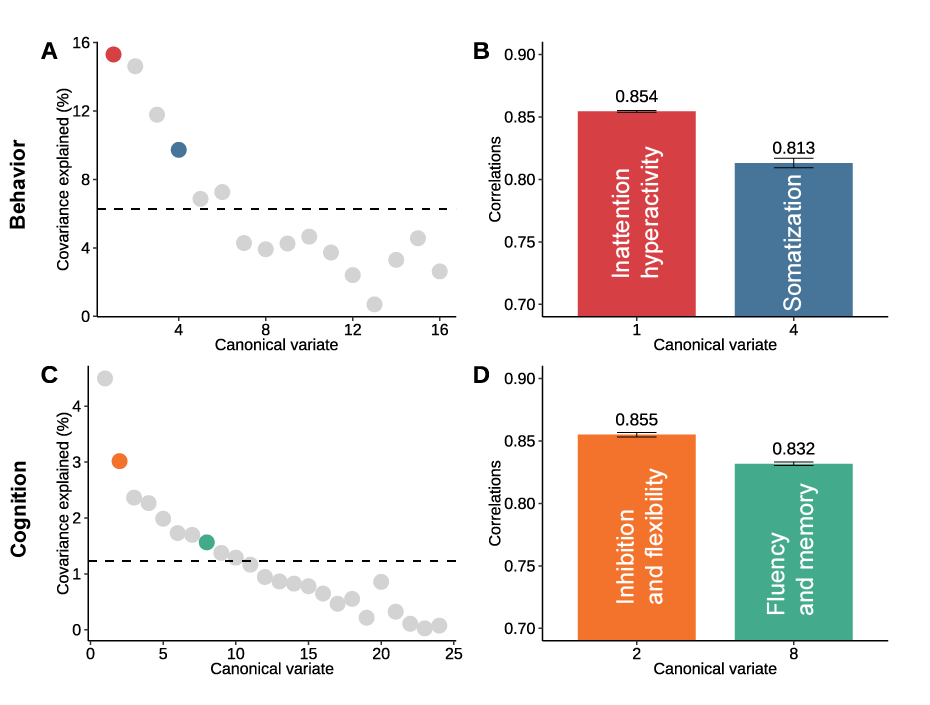 A
Behavior
Covariance explained (%)
16
12
8
4
0
4
8
12
16
Canonical variate
B
Correlations
0.90
0.85
0.80
0.75
0.70
0.854
0.813
Inattention
hyperactivity
Somatization
1
4
Canonical variate
C
Cognition
Covariance explained (%)
4
3
2
1
0
0
5
10
15
20
25
Canonical variate
D
Correlations
0.90
0.85
0.80
0.75
0.70
0.855
0.832
Inhibition
and flexibility
Fluency
and memory
2
8
Canonical variate